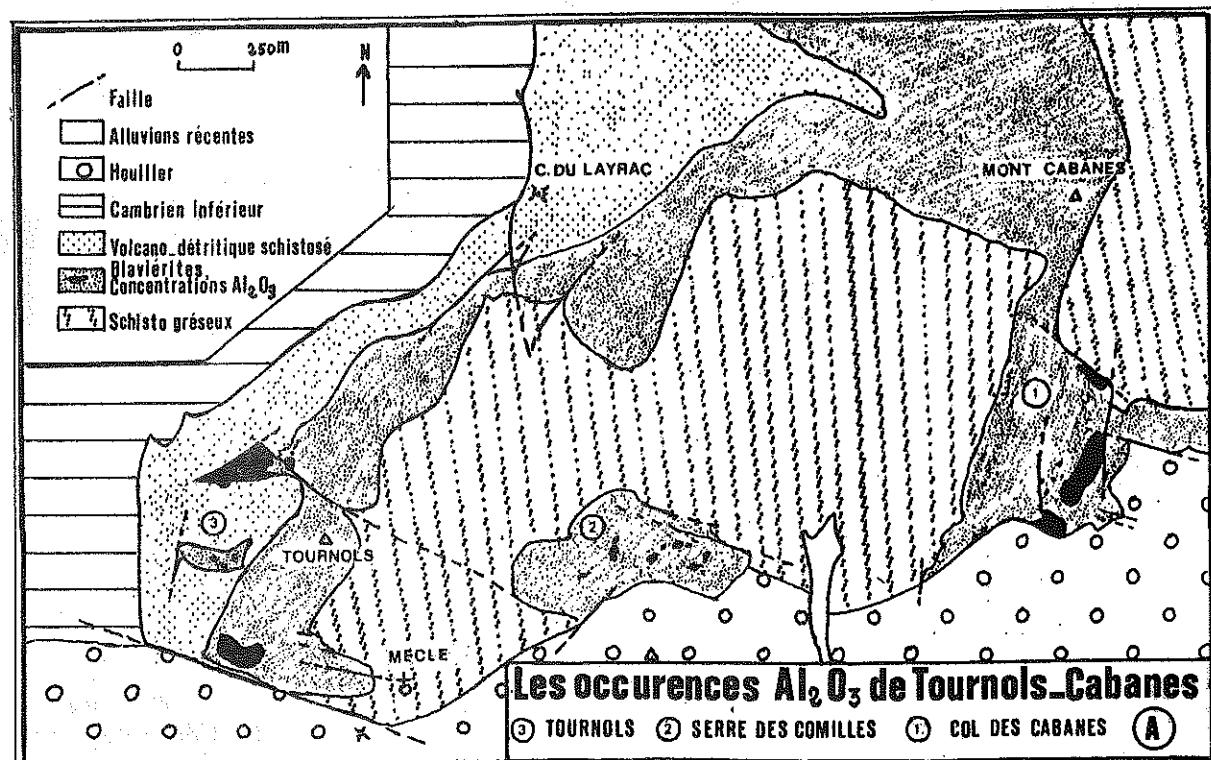 0 250m
N
Faille
Alluvions récentes
Houiller
Cambrien Inférieur
Volcano_détritique schistosé
Blaviérites
Concentrations Al2O3
Schisto gréseux
C. DU LAYRAC
MONT CABANES
1
3
2
TOURNOLS
MECLE
Les occurences Al2O3 de Tournols_Cabanes
3 TOURNOLS 2 SERRE DES COMILLES 1 COL DES CABANES A